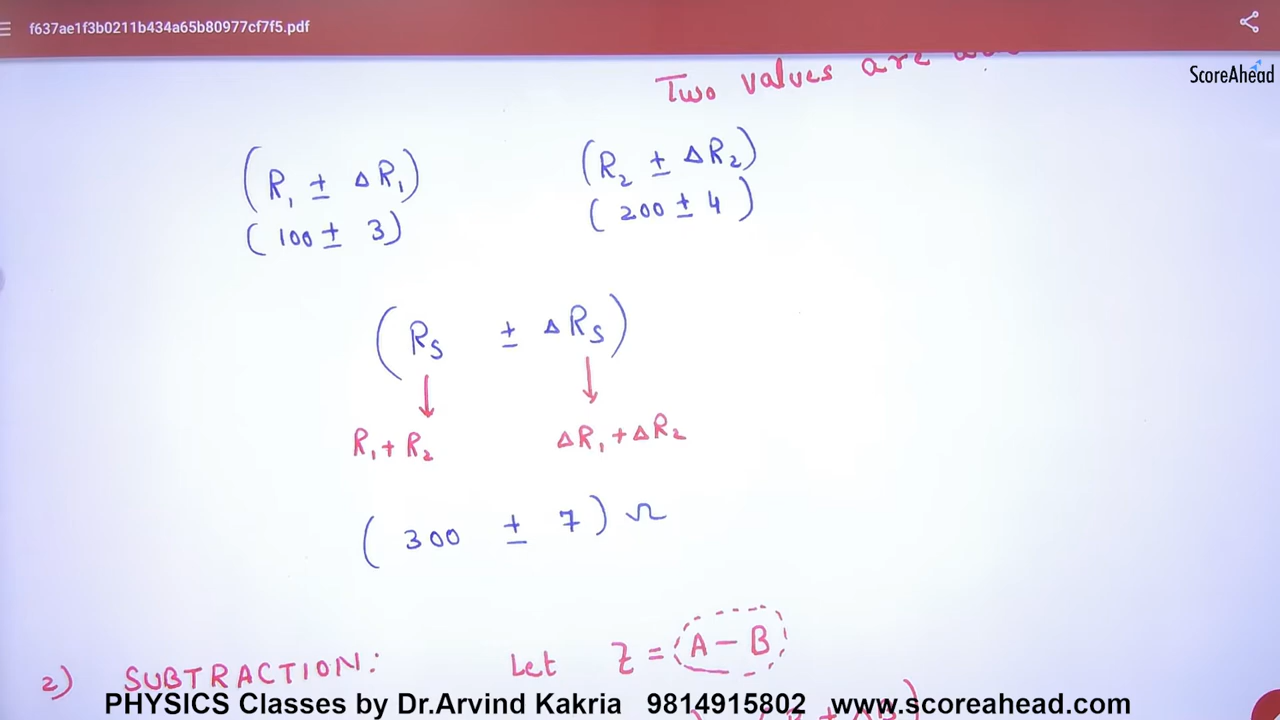 f637ae1f3b0211b434a65b80977cf7f5.pdf
ScoreAhead
Two values are
(R₁ ± ΔR₁) (R₂ ± ΔR₂)
(100 ± 3) (200 ± 4)
(Rs ± ΔRs)
↓ ↓
R₁ + R₂ ΔR₁ + ΔR₂
(300 ± 7) Ω
2) SUBTRACTION: Let Z = (A - B)
PHYSICS Classes by Dr.Arvind Kakria 9814915802 www.scoreahead.com